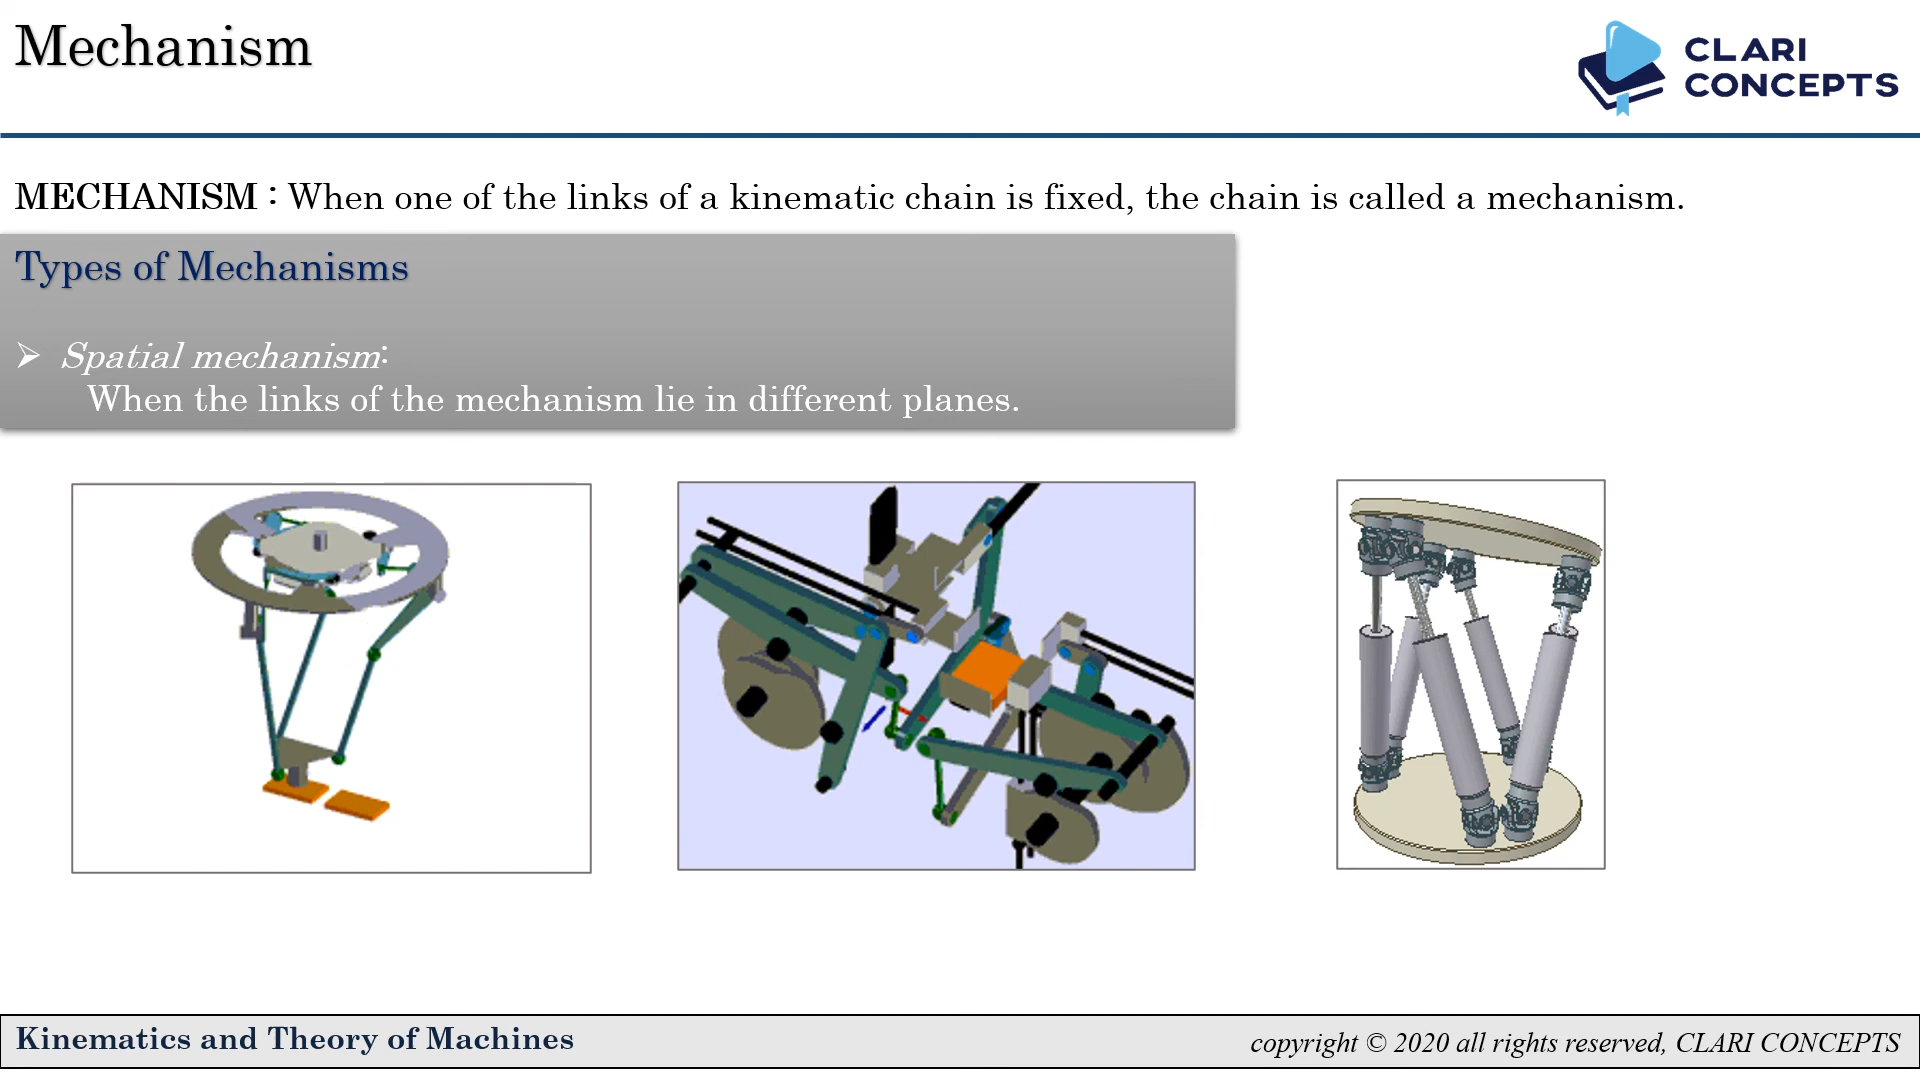 Mechanism
CLARI
CONCEPTS
MECHANISM : When one of the links of a kinematic chain is fixed, the chain is called a mechanism.
Types of Mechanisms
➢ Spatial mechanism:
When the links of the mechanism lie in different planes.
Kinematics and Theory of Machines
copyright © 2020 all rights reserved, CLARI CONCEPTS